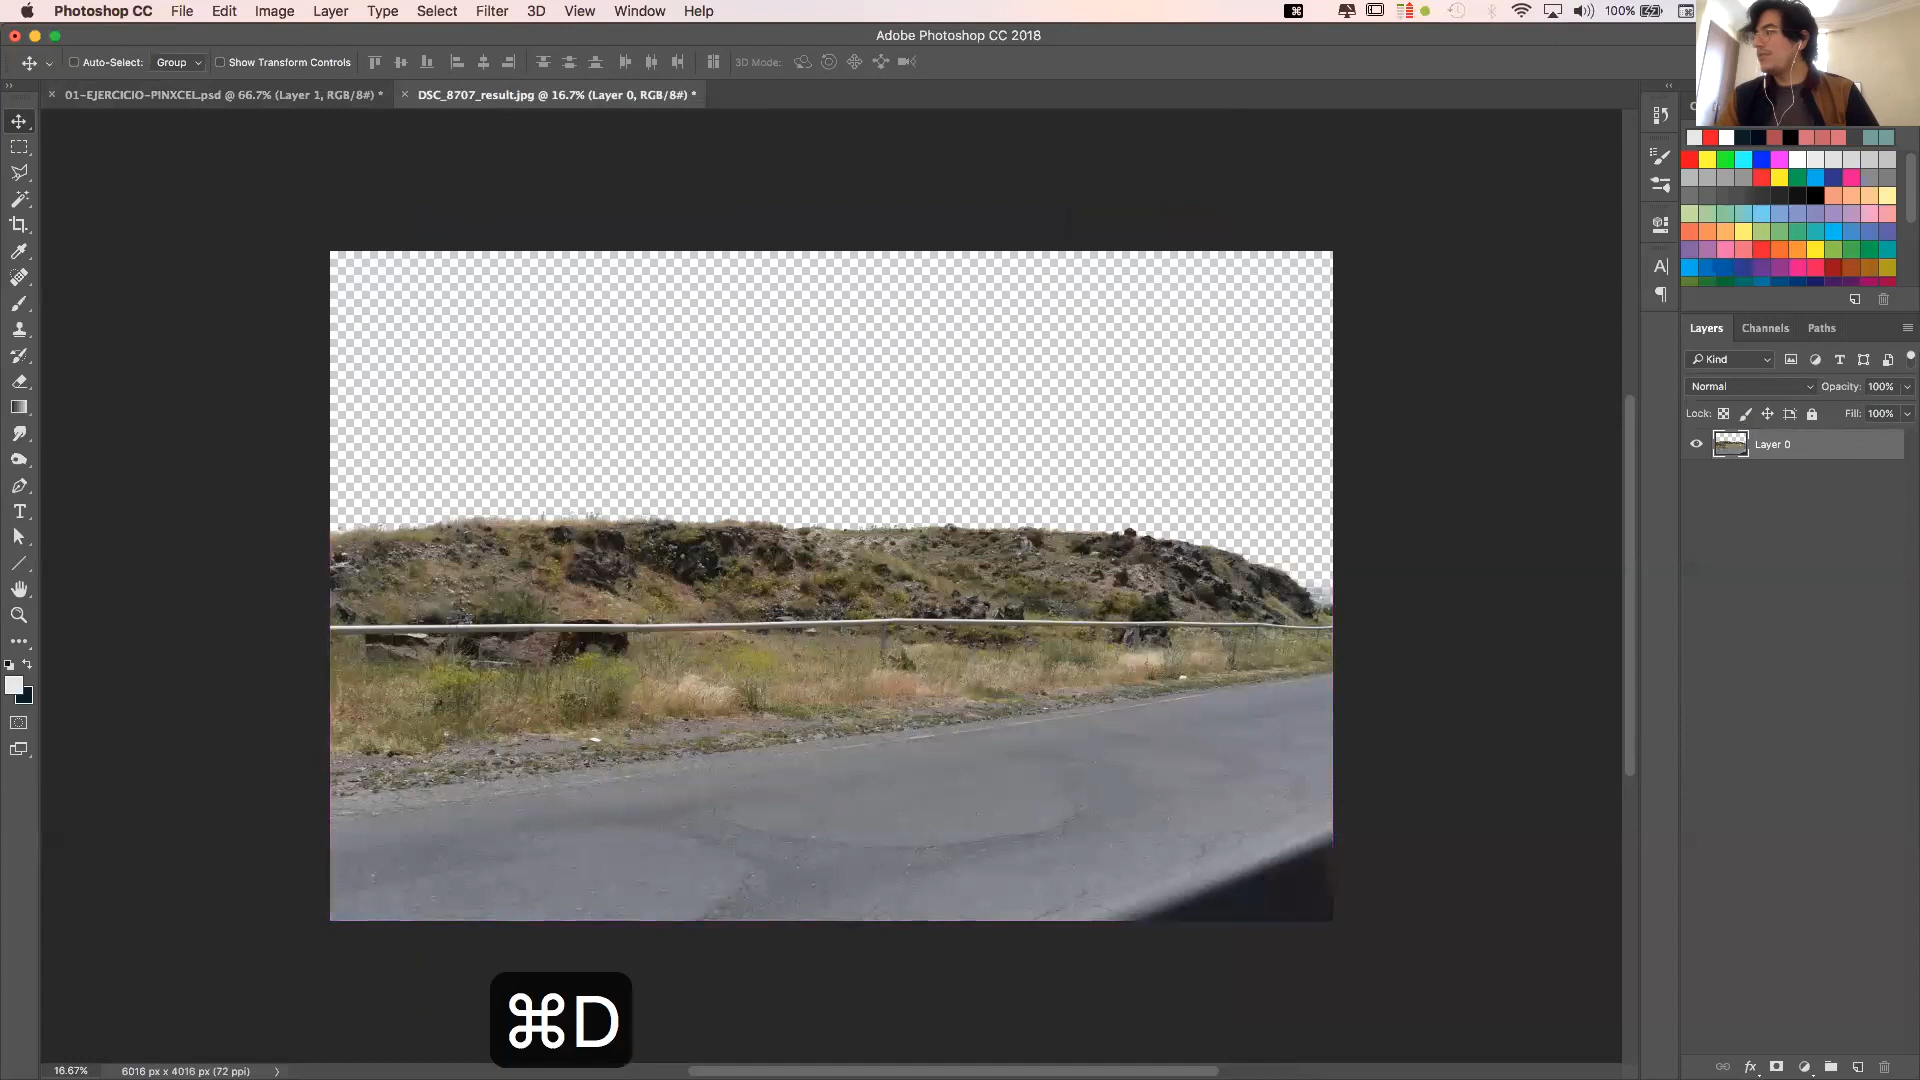 Photoshop CC File Edit Image Layer Type Select Filter 3D View Window Help 100%
Adobe Photoshop CC 2018
Auto-Select: Group Show Transform Controls 3D Mode:
01-EJERCICIO-PINXCEL.psd @ 66.7% (Layer 1, RGB/8#) * DSC_8707_result.jpg @ 16.7% (Layer 0, RGB/8#) *
Layers Channels Paths
Kind
Normal Opacity: 100%
Lock: Fill: 100%
Layer 0
⌘D
16.67% 6016 px x 4016 px (72 ppi)